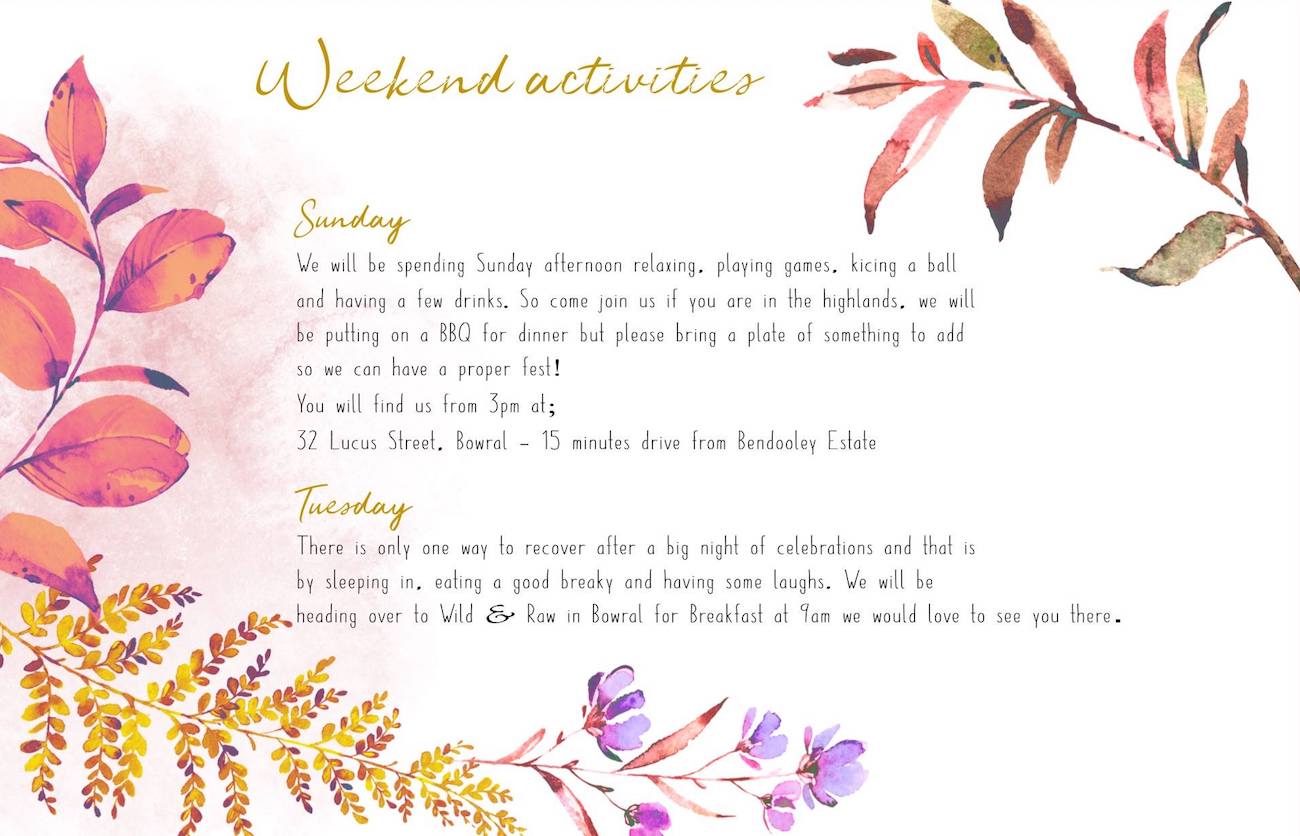 Weekend activities
Sunday
We will be spending Sunday afternoon relaxing, playing games, kicing a ball
and having a few drinks. So come join us if you are in the highlands, we will
be putting on a BBQ for dinner but please bring a plate of something to add
so we can have a proper fest!
You will find us from 3pm at;
32 Lucus Street, Bowral - 15 minutes drive from Bendooley Estate
Tuesday
There is only one way to recover after a big night of celebrations and that is
by sleeping in, eating a good breaky and having some laughs. We will be
heading over to Wild & Raw in Bowral for Breakfast at 9am we would love to see you there.